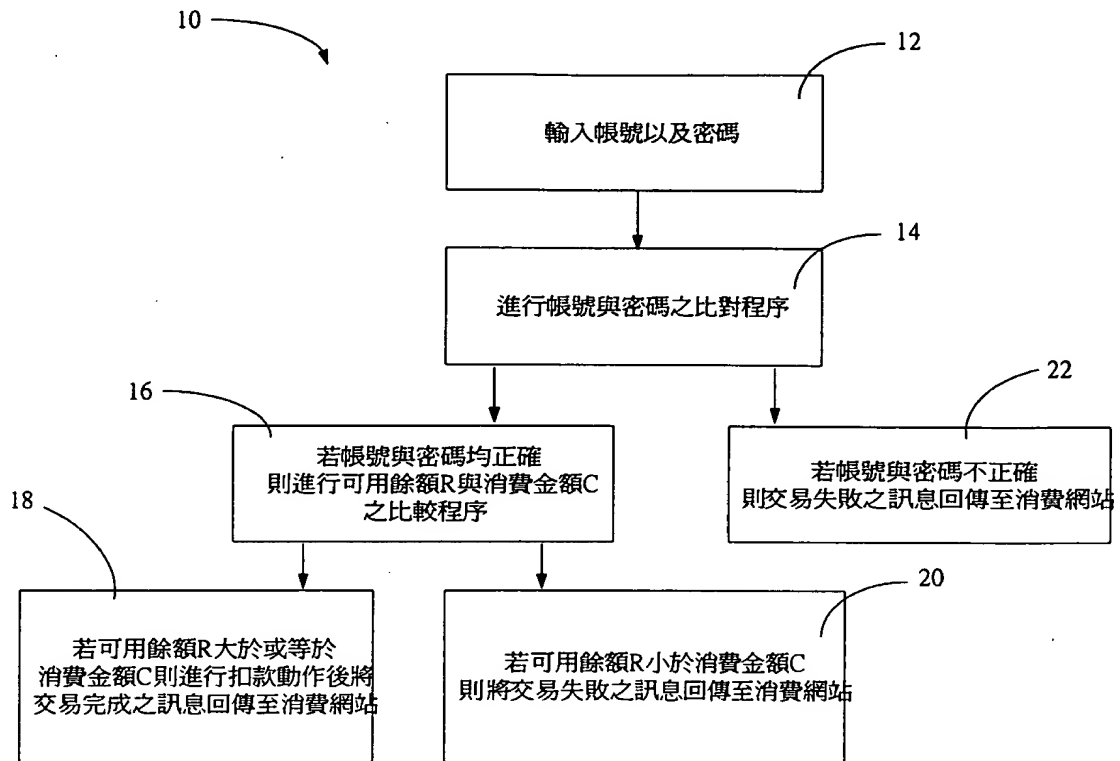 10
12
輸入帳號以及密碼
14
進行帳號與密碼之比對程序
16
若帳號與密碼均正確
則進行可用餘額R與消費金額C
之比較程序
22
若帳號與密碼不正確
則交易失敗之訊息回傳至消費網站
18
若可用餘額R大於或等於
消費金額C則進行扣款動作後將
交易完成之訊息回傳至消費網站
20
若可用餘額R小於消費金額C
則將交易失敗之訊息回傳至消費網站